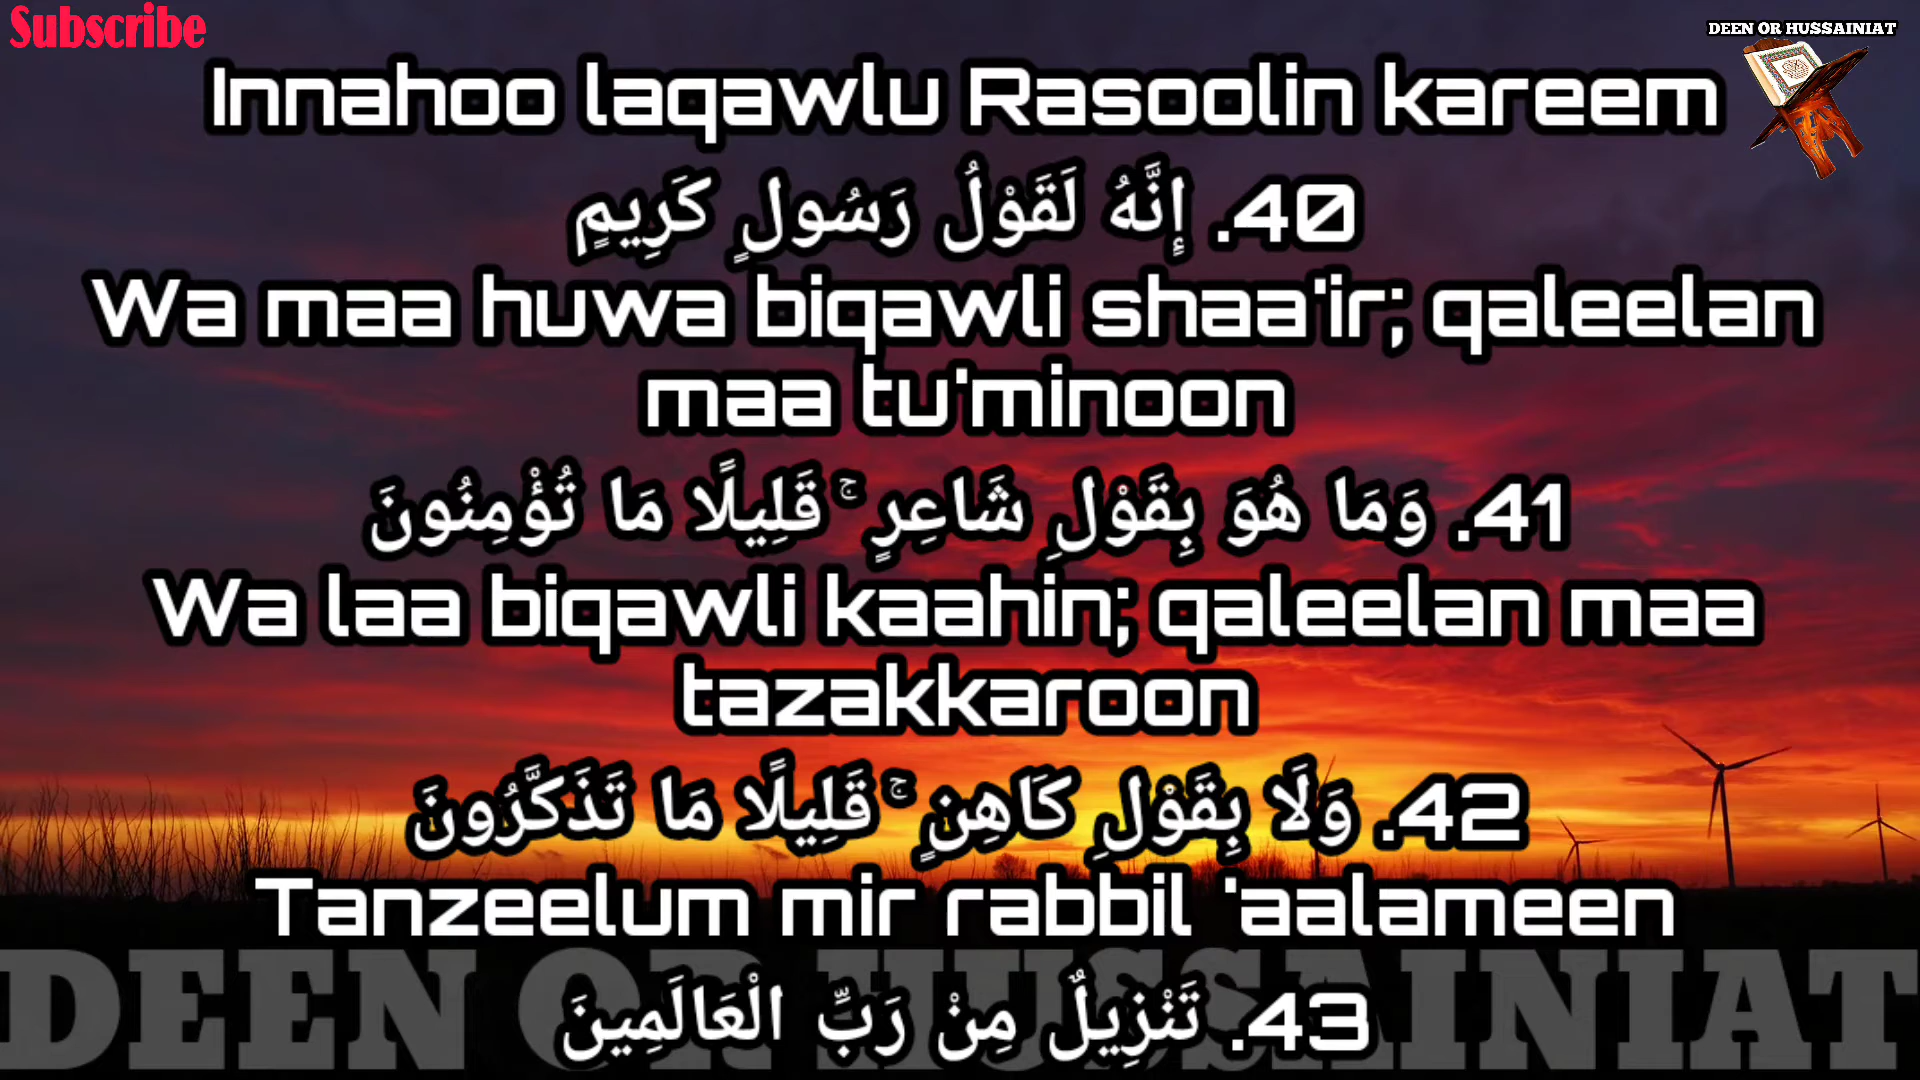 Subscribe
DEEN OR HUSSAINIAT
Innahoo laqawlu Rasoolin kareem
40. إِنَّهُ لَقَوْلُ رَسُولٍ كَرِيمٍ
Wa maa huwa biqawli shaa'ir; qaleelan
maa tu'minoon
41. وَمَا هُوَ بِقَوْلِ شَاعِرٍ ۚ قَلِيلًا مَا تُؤْمِنُونَ
Wa laa biqawli kaahin; qaleelan maa
tazakkaroon
42. وَلَا بِقَوْلِ كَاهِنٍ ۚ قَلِيلًا مَا تَذَكَّرُونَ
Tanzeelum mir rabbil 'aalameen
43. تَنْزِيلٌ مِنْ رَبِّ الْعَالَمِينَ
DEEN OR HUSSAINIAT